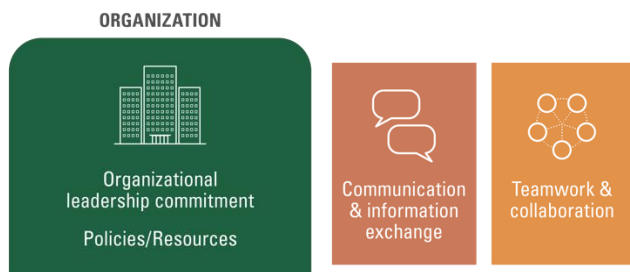 ORGANIZATION
Organizational
leadership commitment
Policies/Resources
Communication
& information
exchange
Teamwork &
collaboration